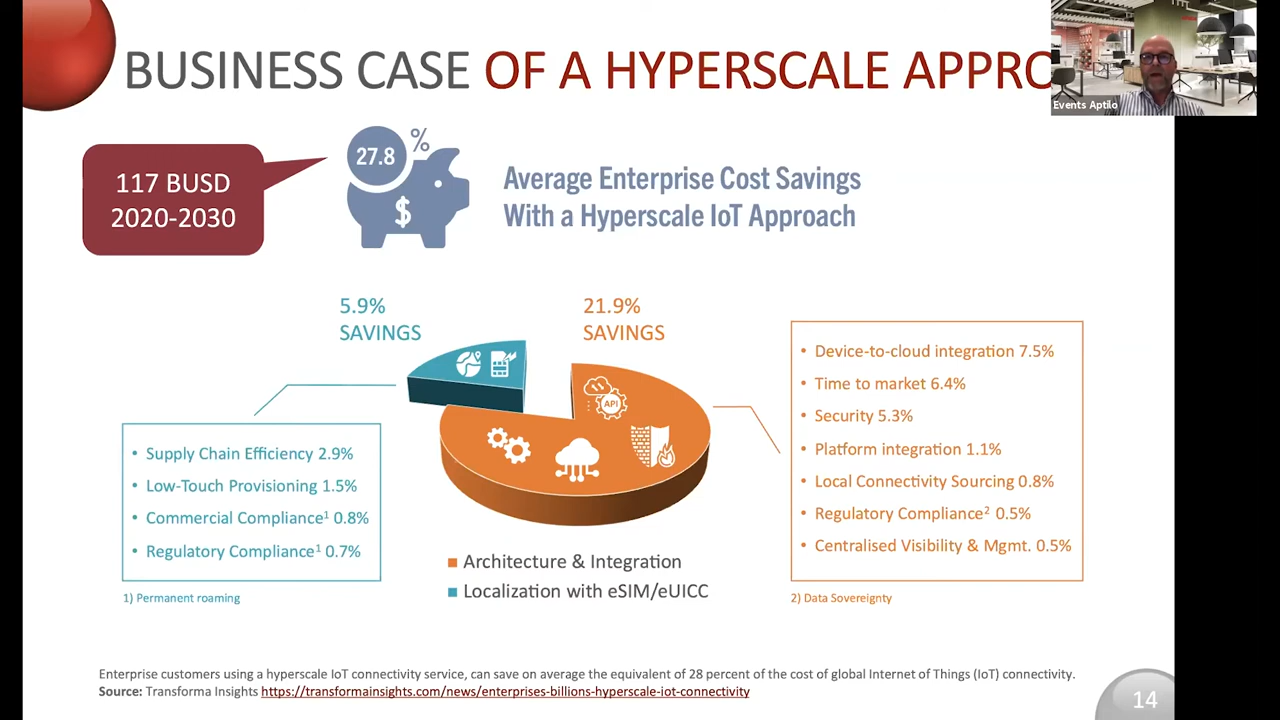 BUSINESS CASE OF A HYPERSCALE APPRO
Events Aptilo
117 BUSD
2020-2030
27.8
%
$
Average Enterprise Cost Savings
With a Hyperscale IoT Approach
5.9%
SAVINGS
21.9%
SAVINGS
API
• Supply Chain Efficiency 2.9%
• Low-Touch Provisioning 1.5%
• Commercial Compliance¹ 0.8%
• Regulatory Compliance¹ 0.7%
1) Permanent roaming
• Device-to-cloud integration 7.5%
• Time to market 6.4%
• Security 5.3%
• Platform integration 1.1%
• Local Connectivity Sourcing 0.8%
• Regulatory Compliance² 0.5%
• Centralised Visibility & Mgmt. 0.5%
2) Data Sovereignty
Architecture & Integration
Localization with eSIM/eUICC
Enterprise customers using a hyperscale IoT connectivity service, can save on average the equivalent of 28 percent of the cost of global Internet of Things (IoT) connectivity.
Source: Transforma Insights https://transformainsights.com/news/enterprises-billions-hyperscale-iot-connectivity
14